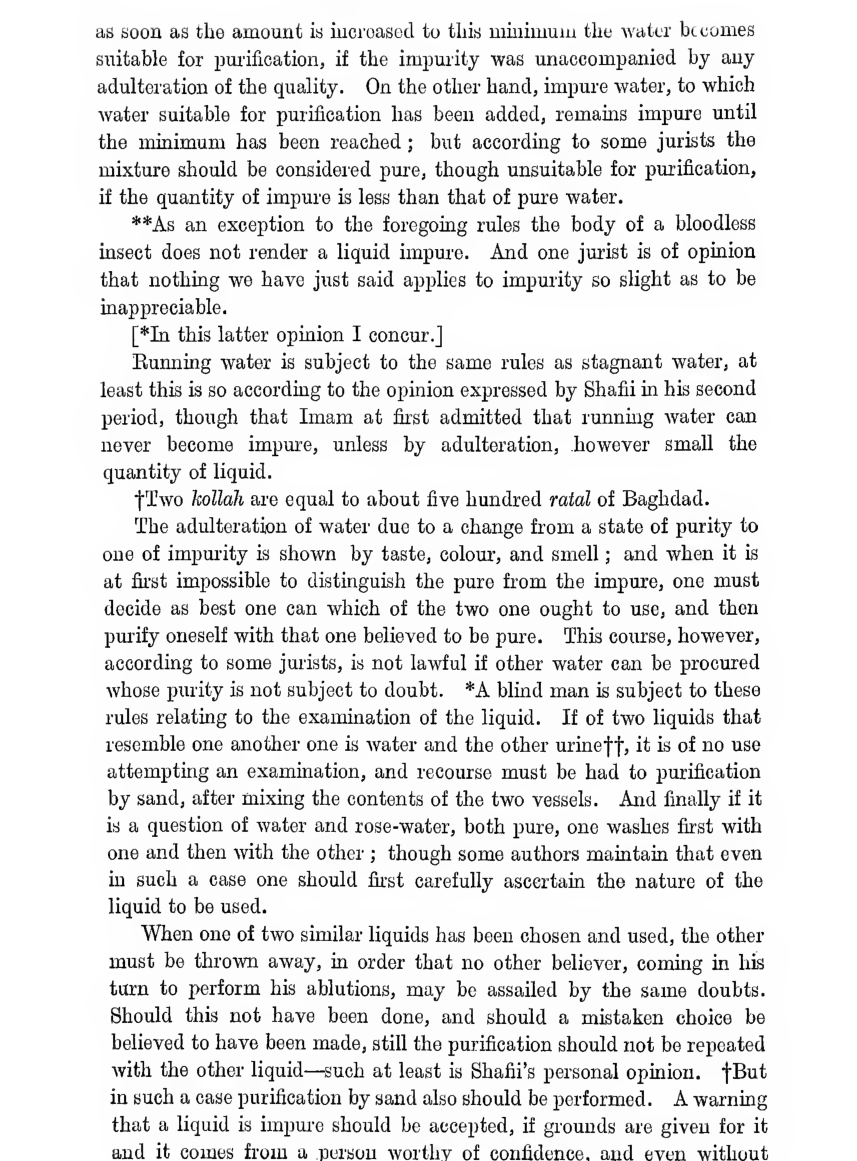 as soon as the amount is increased to this minimum the water becomes
suitable for purification, if the impurity was unaccompanied by any
adulteration of the quality. On the other hand, impure water, to which
water suitable for purification has been added, remains impure until
the minimum has been reached ; but according to some jurists the
mixture should be considered pure, though unsuitable for purification,
if the quantity of impure is less than that of pure water.
**As an exception to the foregoing rules the body of a bloodless
insect does not render a liquid impure. And one jurist is of opinion
that nothing we have just said applies to impurity so slight as to be
inappreciable.
[*In this latter opinion I concur.]
Running water is subject to the same rules as stagnant water, at
least this is so according to the opinion expressed by Shafii in his second
period, though that Imam at first admitted that running water can
never become impure, unless by adulteration, however small the
quantity of liquid.
†Two kollah are equal to about five hundred ratal of Baghdad.
The adulteration of water due to a change from a state of purity to
one of impurity is shown by taste, colour, and smell ; and when it is
at first impossible to distinguish the pure from the impure, one must
decide as best one can which of the two one ought to use, and then
purify oneself with that one believed to be pure. This course, however,
according to some jurists, is not lawful if other water can be procured
whose purity is not subject to doubt. *A blind man is subject to these
rules relating to the examination of the liquid. If of two liquids that
resemble one another one is water and the other urine††, it is of no use
attempting an examination, and recourse must be had to purification
by sand, after mixing the contents of the two vessels. And finally if it
is a question of water and rose-water, both pure, one washes first with
one and then with the other ; though some authors maintain that even
in such a case one should first carefully ascertain the nature of the
liquid to be used.
When one of two similar liquids has been chosen and used, the other
must be thrown away, in order that no other believer, coming in his
turn to perform his ablutions, may be assailed by the same doubts.
Should this not have been done, and should a mistaken choice be
believed to have been made, still the purification should not be repeated
with the other liquid—such at least is Shafii's personal opinion. †But
in such a case purification by sand also should be performed. A warning
that a liquid is impure should be accepted, if grounds are given for it
and it comes from a person worthy of confidence, and even without